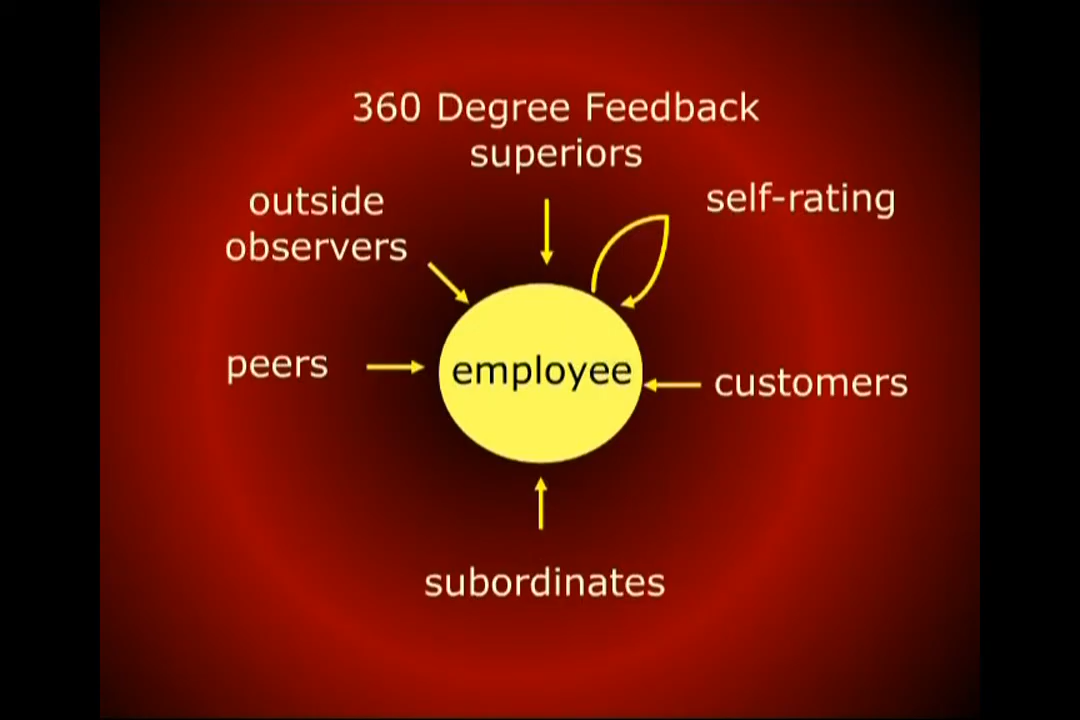 360 Degree Feedback
superiors
outside
observers
self-rating
peers
employee
customers
subordinates